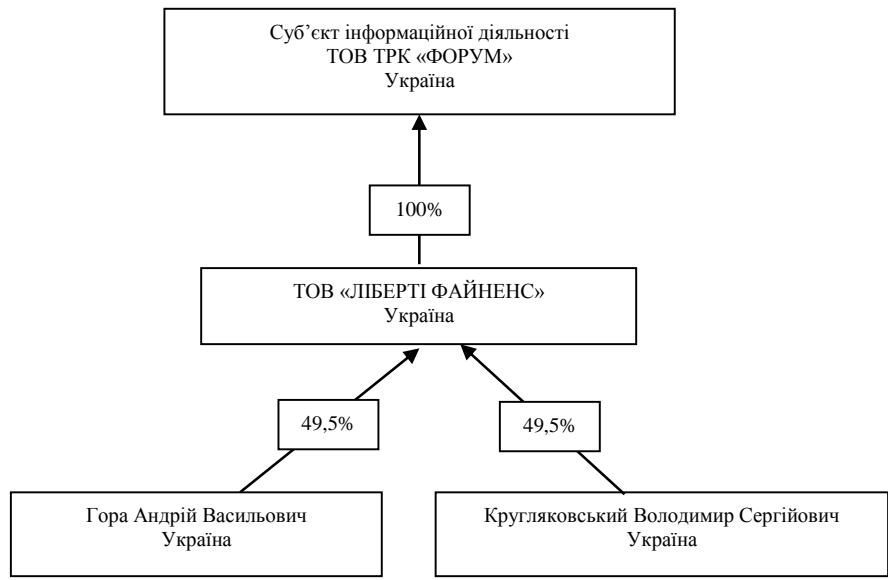 Суб’єкт інформаційної діяльності
ТОВ ТРК «ФОРУМ»
Україна
100%
ТОВ «ЛІБЕРТІ ФАЙНЕНС»
Україна
49,5%
49,5%
Гора Андрій Васильович
Україна
Кругляковський Володимир Сергійович
Україна